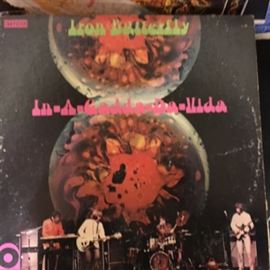 STEREO
Iron Butterfly
In-A-Gadda-Da-Vida